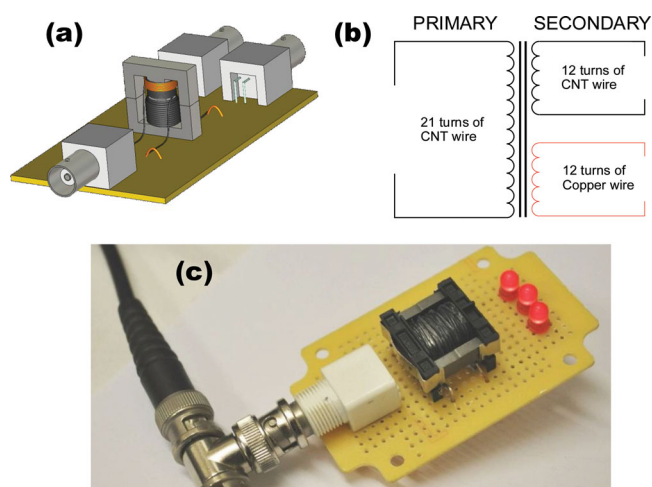 (a)
(b)
PRIMARY
SECONDARY
21 turns of
CNT wire
12 turns of
CNT wire
12 turns of
Copper wire
(c)